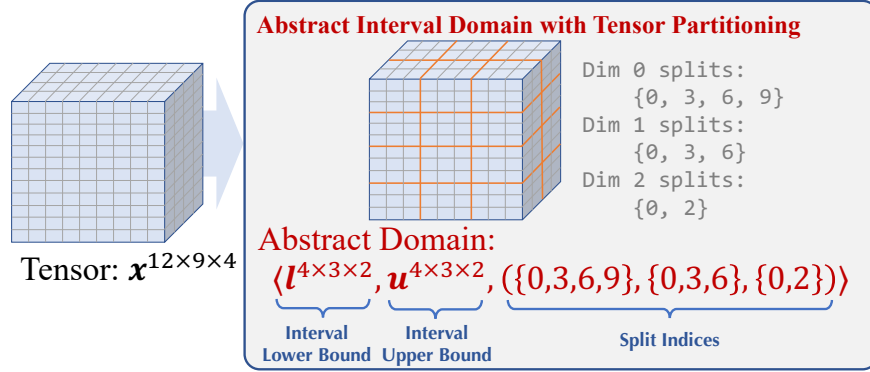 Abstract Interval Domain with Tensor Partitioning
Dim 0 splits:
{0, 3, 6, 9}
Dim 1 splits:
{0, 3, 6}
Dim 2 splits:
{0, 2}
Tensor: x^{12×9×4}
Abstract Domain:
⟨l^{4×3×2}, u^{4×3×2}, ({0,3,6,9}, {0,3,6}, {0,2})⟩
Interval Lower Bound
Interval Upper Bound
Split Indices